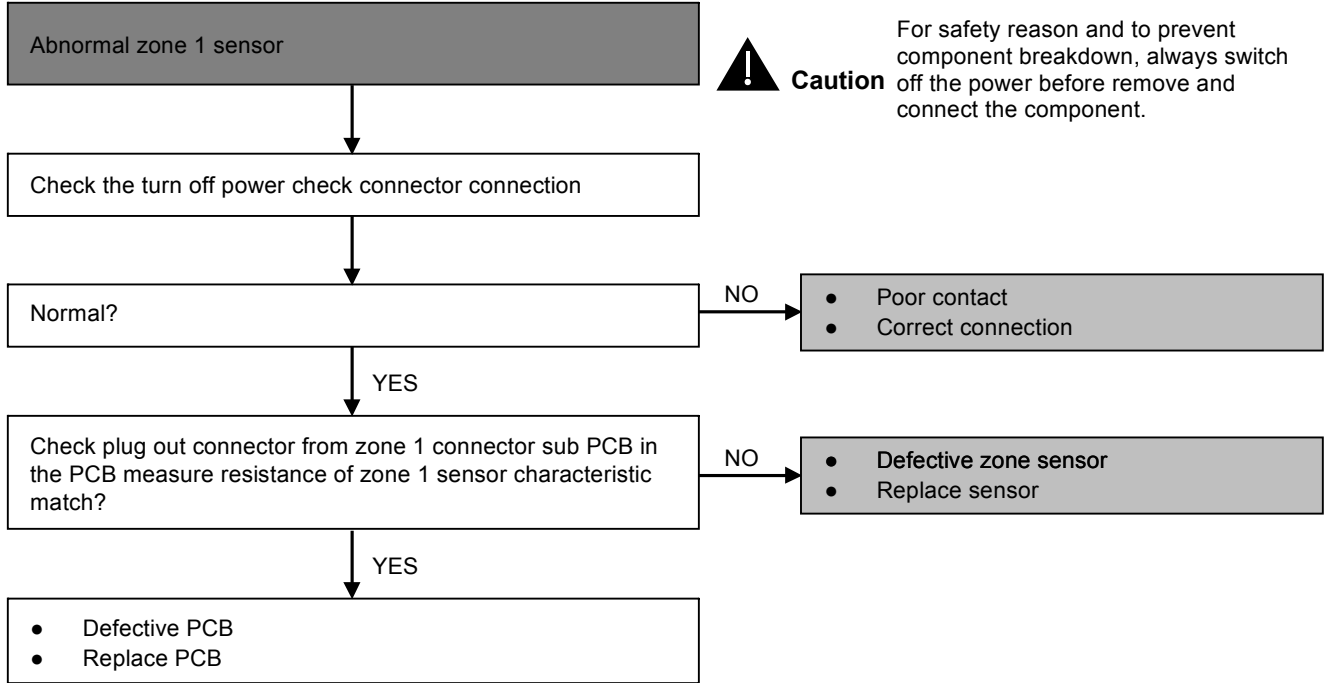 Abnormal zone 1 sensor
Caution
For safety reason and to prevent
component breakdown, always switch
off the power before remove and
connect the component.
Check the turn off power check connector connection
Normal?
NO
● Poor contact
● Correct connection
YES
Check plug out connector from zone 1 connector sub PCB in
the PCB measure resistance of zone 1 sensor characteristic
match?
NO
● Defective zone sensor
● Replace sensor
YES
● Defective PCB
● Replace PCB